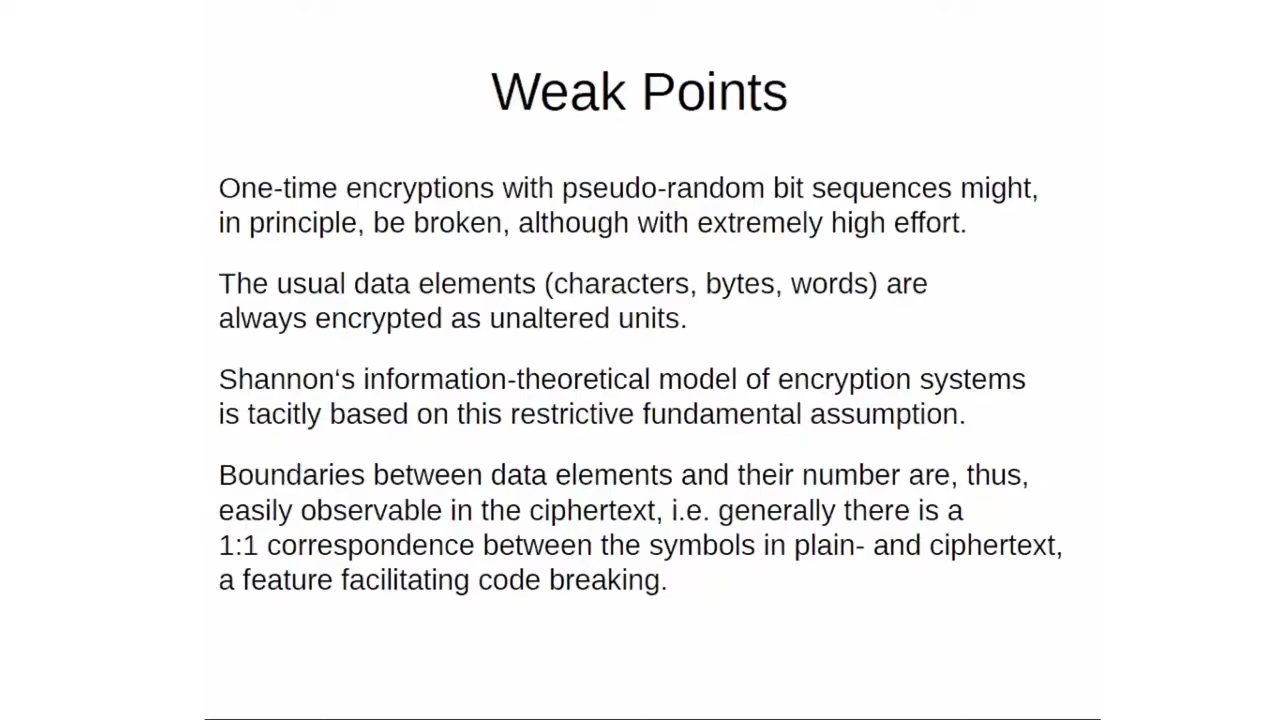 Weak Points
One-time encryptions with pseudo-random bit sequences might,
in principle, be broken, although with extremely high effort.
The usual data elements (characters, bytes, words) are
always encrypted as unaltered units.
Shannon‘s information-theoretical model of encryption systems
is tacitly based on this restrictive fundamental assumption.
Boundaries between data elements and their number are, thus,
easily observable in the ciphertext, i.e. generally there is a
1:1 correspondence between the symbols in plain- and ciphertext,
a feature facilitating code breaking.